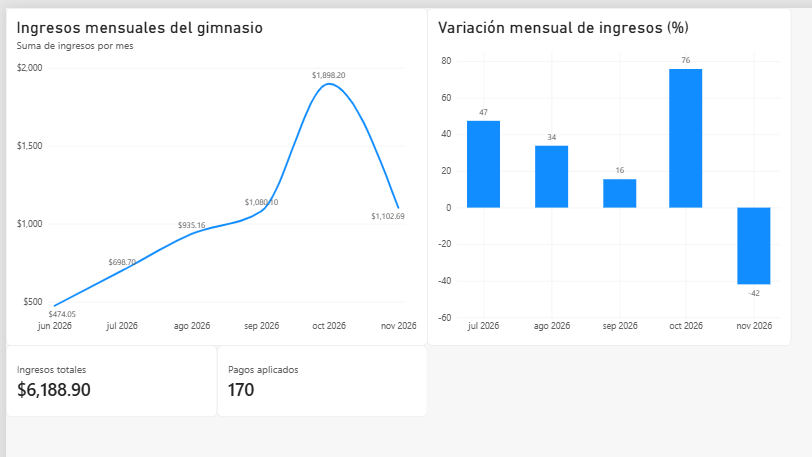 Ingresos mensuales del gimnasio
Suma de ingresos por mes
$2,000
$1,500
$1,000
$500
$474.05
$698.70
$935.16
$1,080.10
$1,898.20
$1,102.69
jun 2026
jul 2026
ago 2026
sep 2026
oct 2026
nov 2026
Variación mensual de ingresos (%)
80
60
40
20
0
-20
-40
-60
47
34
16
76
-42
jul 2026
ago 2026
sep 2026
oct 2026
nov 2026
Ingresos totales
$6,188.90
Pagos aplicados
170